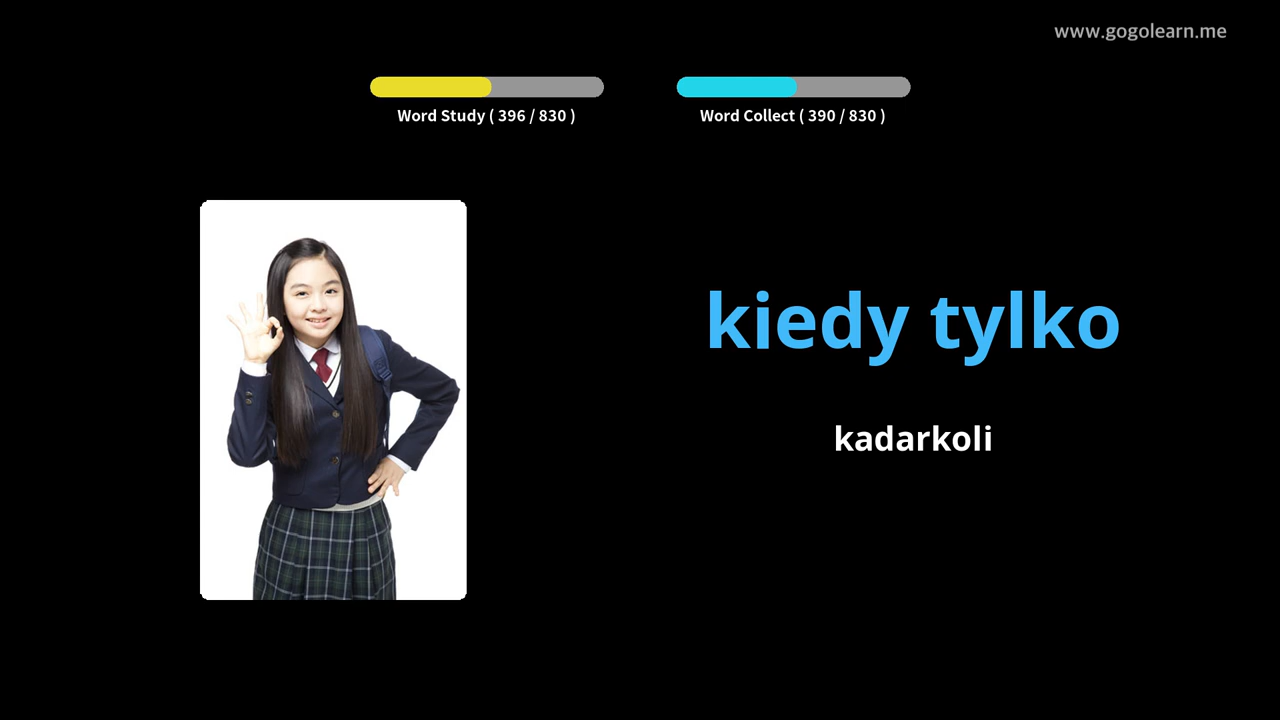 www.gogolearn.me
Word Study ( 396 / 830 )
Word Collect ( 390 / 830 )
kiedy tylko
kadarkoli